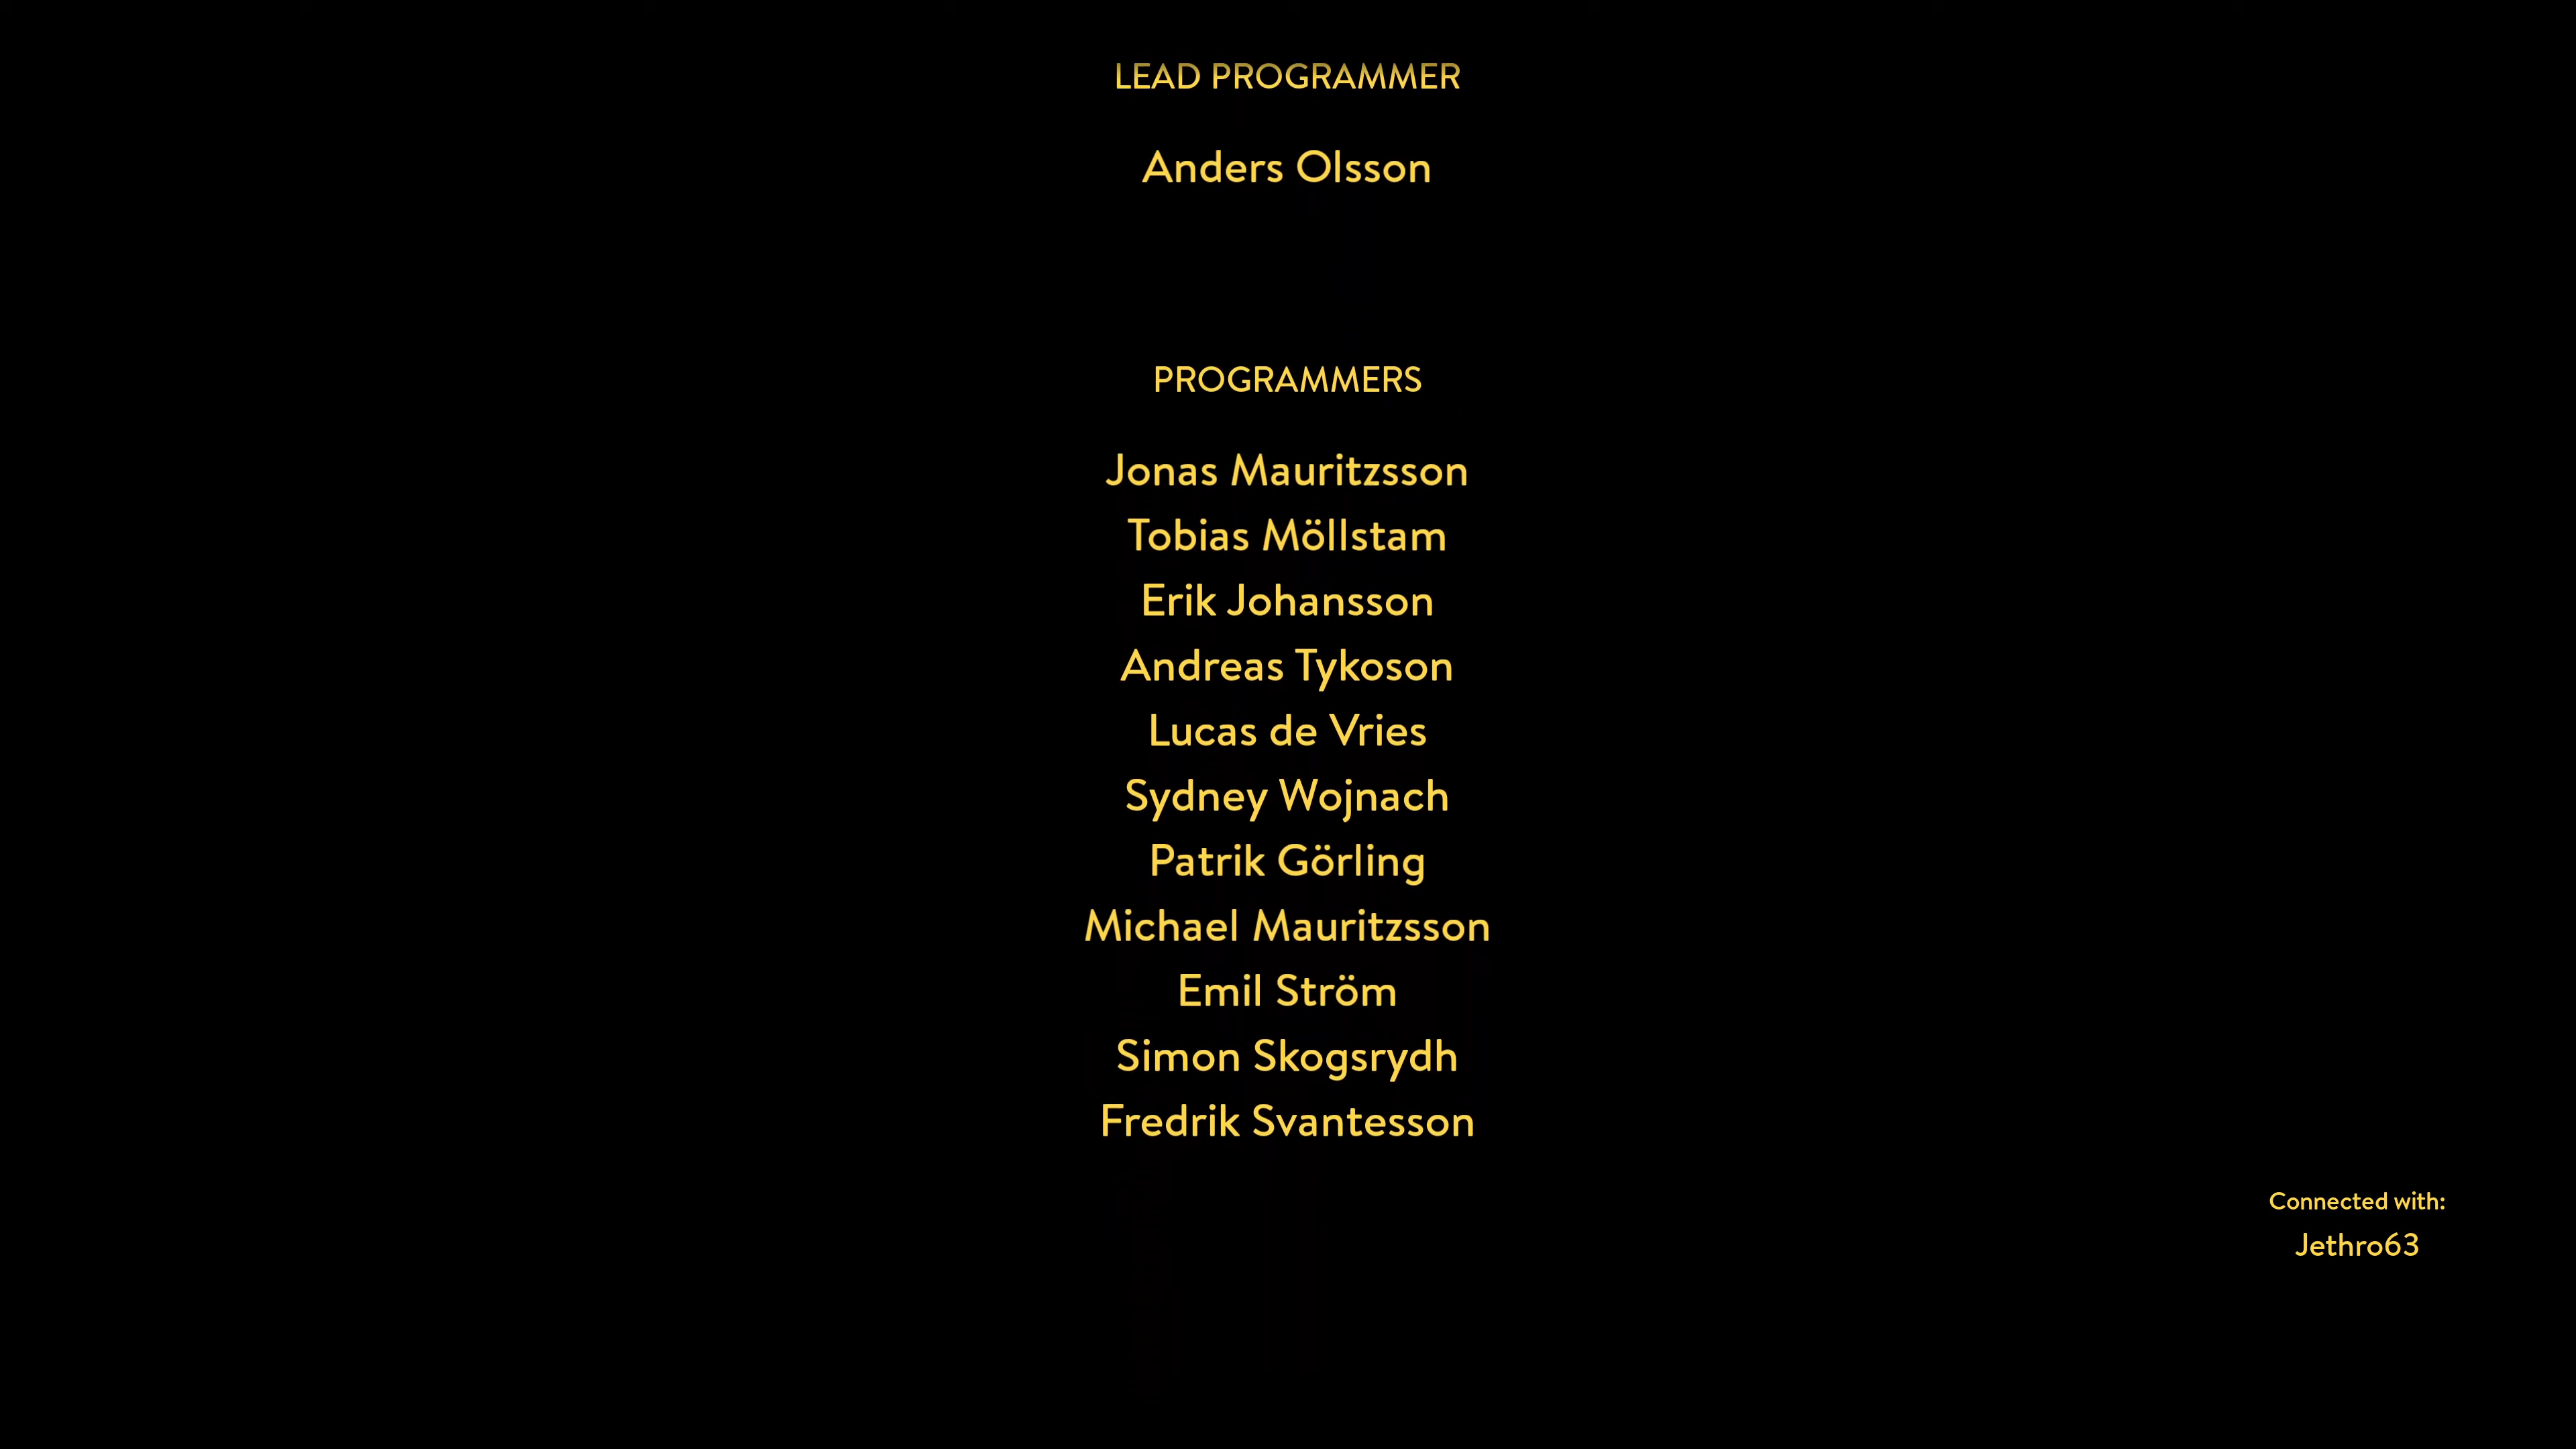 LEAD PROGRAMMER
Anders Olsson
PROGRAMMERS
Jonas Mauritzsson
Tobias Möllstam
Erik Johansson
Andreas Tykoson
Lucas de Vries
Sydney Wojnach
Patrik Görling
Michael Mauritzsson
Emil Ström
Simon Skogsrydh
Fredrik Svantesson
Connected with:
Jethro63